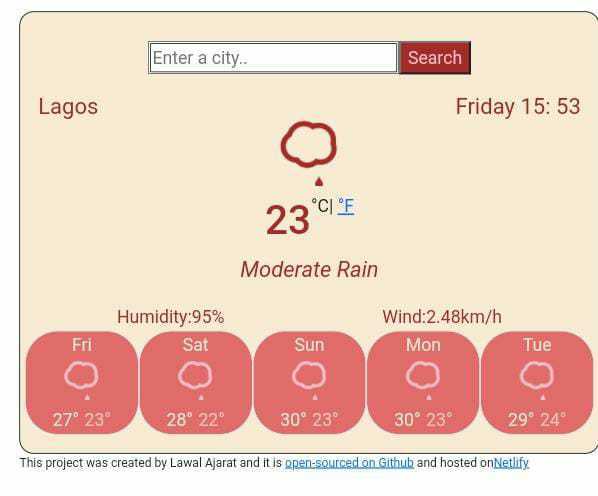 Enter a city.. Search
Lagos Friday 15: 53
23 °C| °F
Moderate Rain
Humidity:95% Wind:2.48km/h
Fri Sat Sun Mon Tue
27° 23° 28° 22° 30° 23° 30° 23° 29° 24°
This project was created by Lawal Ajarat and it is open-sourced on Github and hosted onNetlify